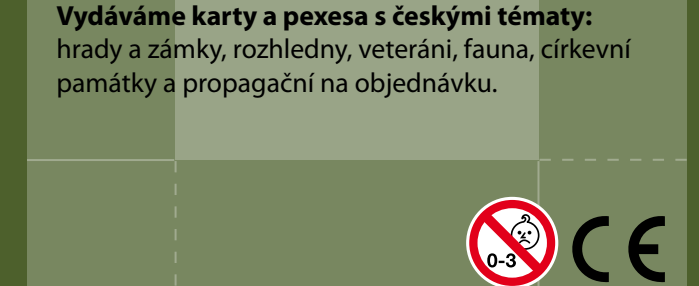 Vydáváme karty a pexesa s českými tématy:
hrady a zámky, rozhledny, veteráni, fauna, církevní
památky a propagační na objednávku.
0-3
CE